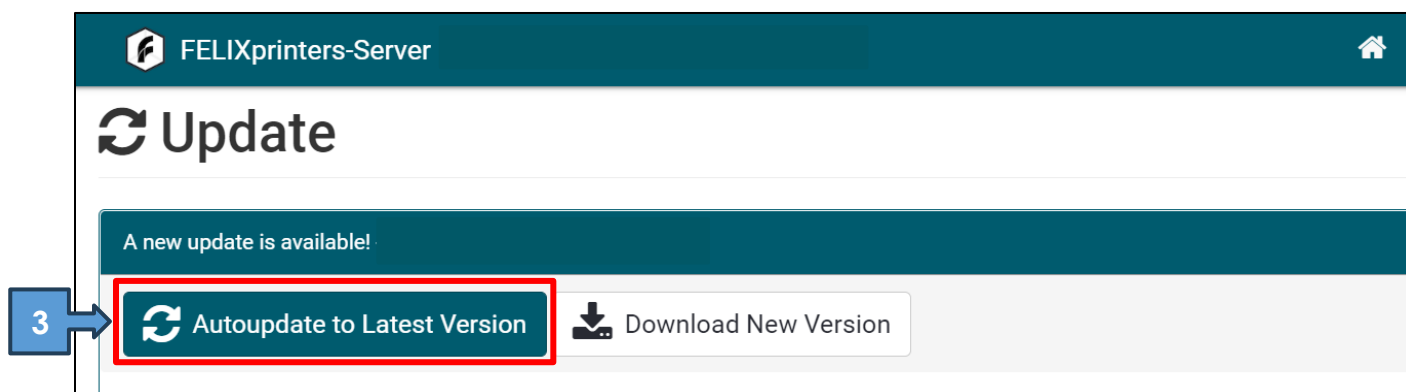 FELIXprinters-Server
Update
A new update is available!
3
Autoupdate to Latest Version
Download New Version